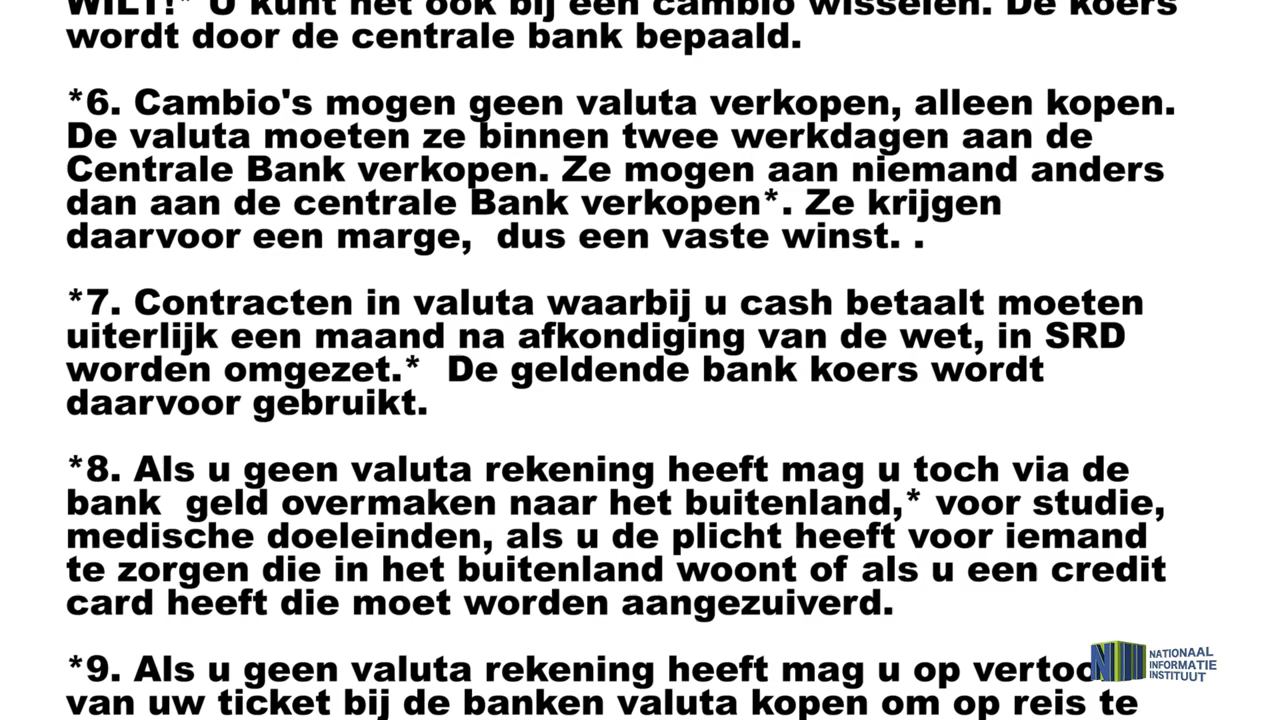 WILT!* U kunt het ook bij een cambio wisselen. De koers
wordt door de centrale bank bepaald.
*6. Cambio's mogen geen valuta verkopen, alleen kopen.
De valuta moeten ze binnen twee werkdagen aan de
Centrale Bank verkopen. Ze mogen aan niemand anders
dan aan de centrale Bank verkopen*. Ze krijgen
daarvoor een marge,  dus een vaste winst. .
*7. Contracten in valuta waarbij u cash betaalt moeten
uiterlijk een maand na afkondiging van de wet, in SRD
worden omgezet.*  De geldende bank koers wordt
daarvoor gebruikt.
*8. Als u geen valuta rekening heeft mag u toch via de
bank  geld overmaken naar het buitenland,* voor studie,
medische doeleinden, als u de plicht heeft voor iemand
te zorgen die in het buitenland woont of als u een credit
card heeft die moet worden aangezuiverd.
*9. Als u geen valuta rekening heeft mag u op
van uw ticket bij de banken valuta kopen om op reis te
NII
NATIONAAL
INFORMATIE
INSTITUUT